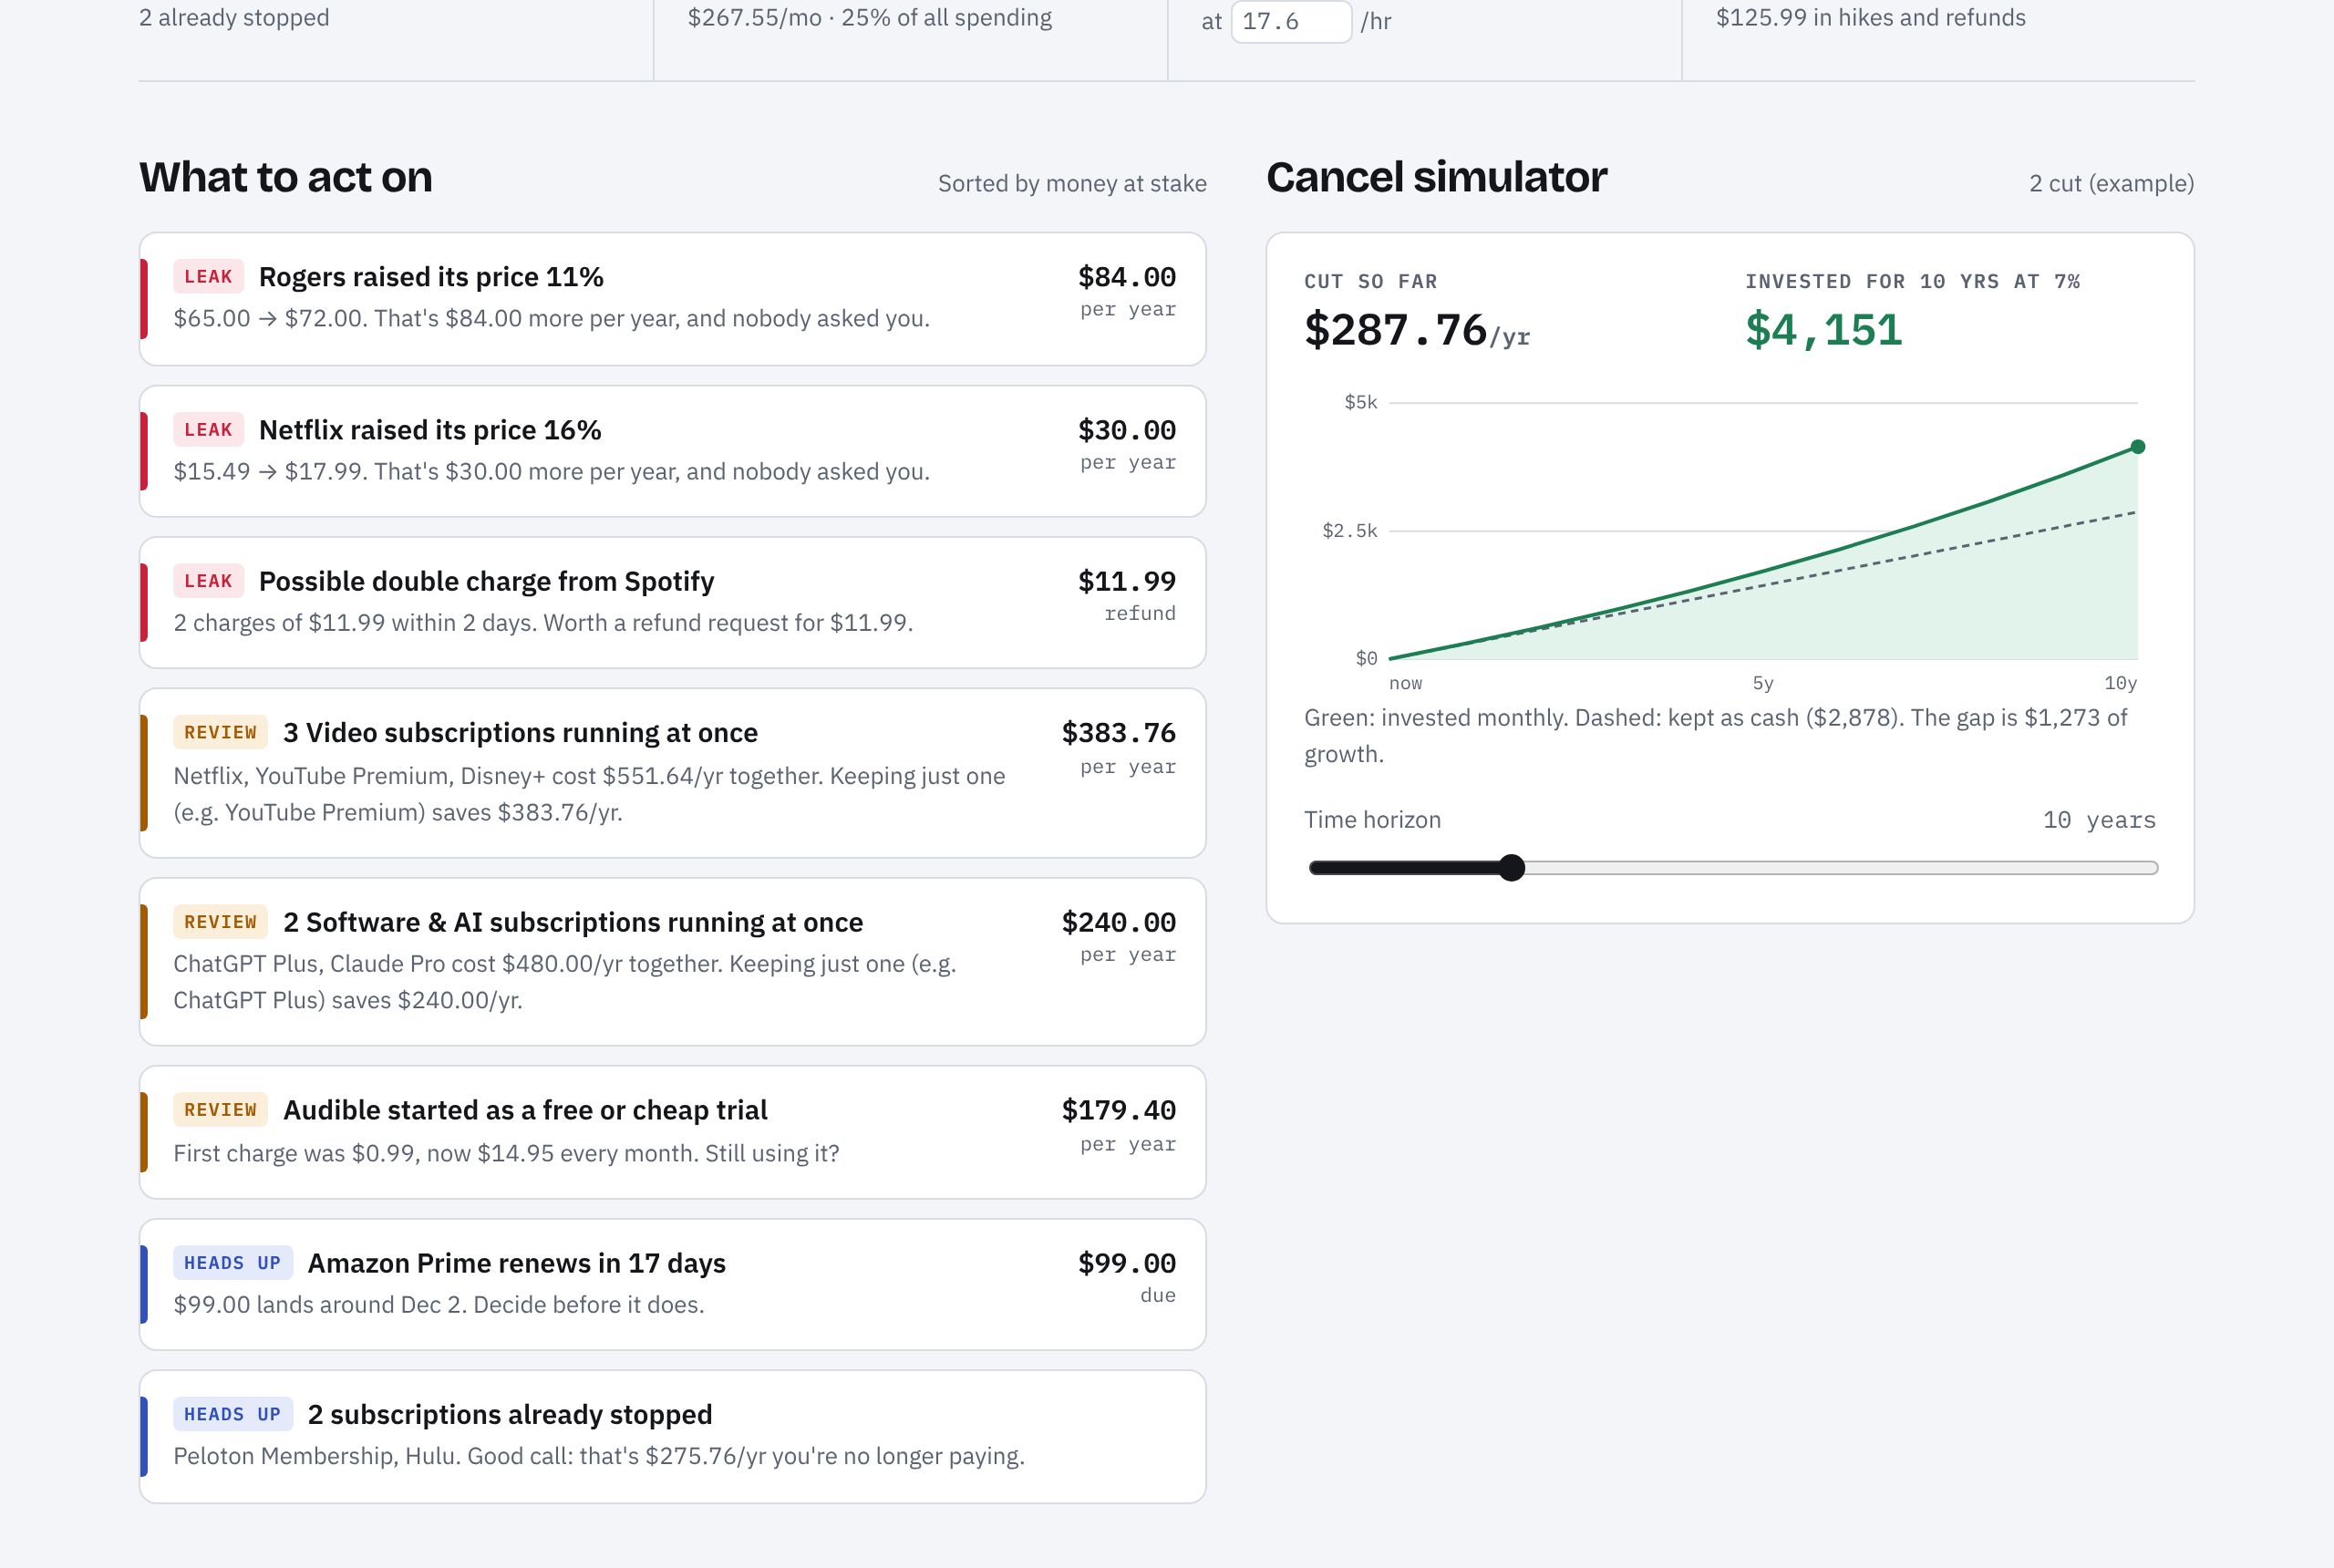 2 already stopped
$267.55/mo · 25% of all spending
at 17.6 /hr
$125.99 in hikes and refunds
What to act on
Sorted by money at stake
LEAK Rogers raised its price 11%
$84.00
$65.00 → $72.00. That's $84.00 more per year, and nobody asked you.
per year
LEAK Netflix raised its price 16%
$30.00
$15.49 → $17.99. That's $30.00 more per year, and nobody asked you.
per year
LEAK Possible double charge from Spotify
$11.99
2 charges of $11.99 within 2 days. Worth a refund request for $11.99.
refund
REVIEW 3 Video subscriptions running at once
$383.76
per year
Netflix, YouTube Premium, Disney+ cost $551.64/yr together. Keeping just one
(e.g. YouTube Premium) saves $383.76/yr.
REVIEW 2 Software & AI subscriptions running at once
$240.00
per year
ChatGPT Plus, Claude Pro cost $480.00/yr together. Keeping just one (e.g.
ChatGPT Plus) saves $240.00/yr.
REVIEW Audible started as a free or cheap trial
$179.40
per year
First charge was $0.99, now $14.95 every month. Still using it?
HEADS UP Amazon Prime renews in 17 days
$99.00
due
$99.00 lands around Dec 2. Decide before it does.
HEADS UP 2 subscriptions already stopped
Peloton Membership, Hulu. Good call: that's $275.76/yr you're no longer paying.
Cancel simulator
2 cut (example)
CUT SO FAR
$287.76/yr
INVESTED FOR 10 YRS AT 7%
$4,151
$5k
$2.5k
$0
now
5y
10y
Green: invested monthly. Dashed: kept as cash ($2,878). The gap is $1,273 of
growth.
Time horizon
10 years